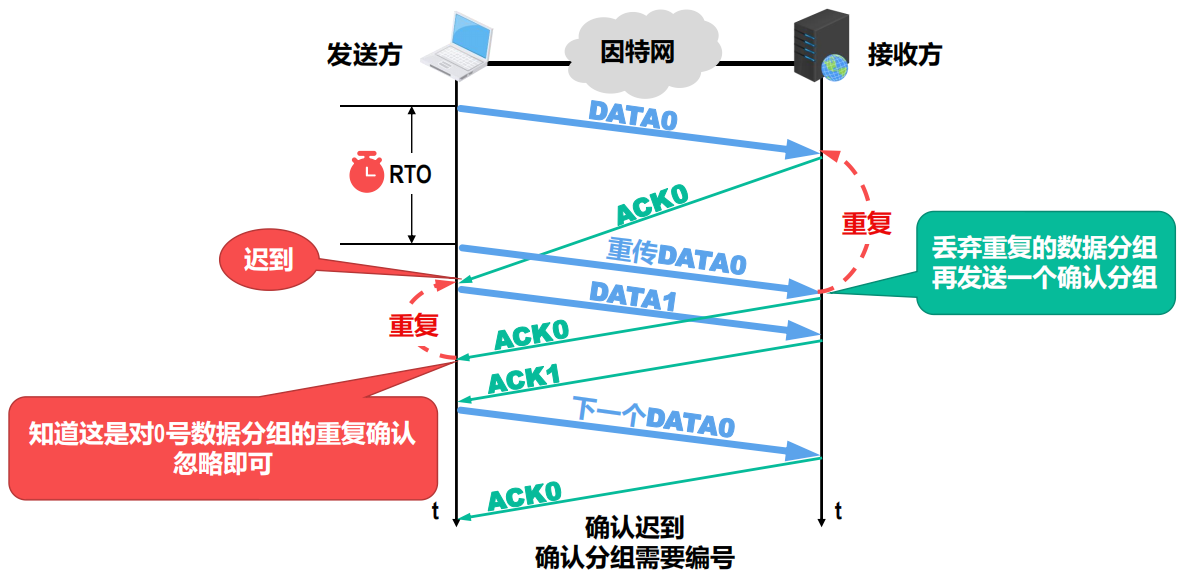 发送方
因特网
接收方
DATA0
RTO
ACK0
重复
迟到
重传DATA0
丢弃重复的数据分组
再发送一个确认分组
DATA1
重复
ACK0
ACK1
下一个DATA0
知道这是对0号数据分组的重复确认
忽略即可
ACK0
t
t
确认迟到
确认分组需要编号